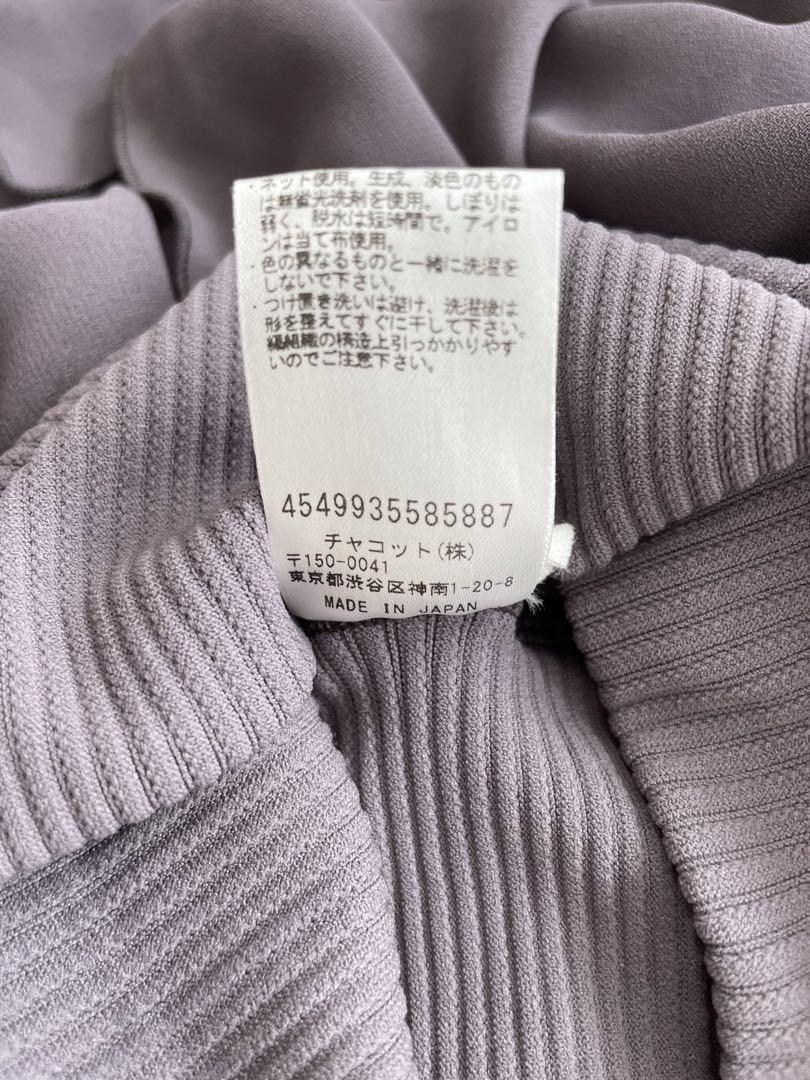 ・ネット使用。生成、淡色のもの
は無蛍光洗剤を使用。しぼりは
弱く、脱水は短時間で。アイロ
ンは当て布使用。
・色の異なるものと一緒に洗濯を
しないで下さい。
・つけ置き洗いは避け、洗濯後は
形を整えてすぐに干して下さい。
編組織の構造上引っかかりやす
いのでご注意下さい。
4549935585887
チャコット(株)
〒150-0041
東京都渋谷区神南1-20-8
MADE IN JAPAN